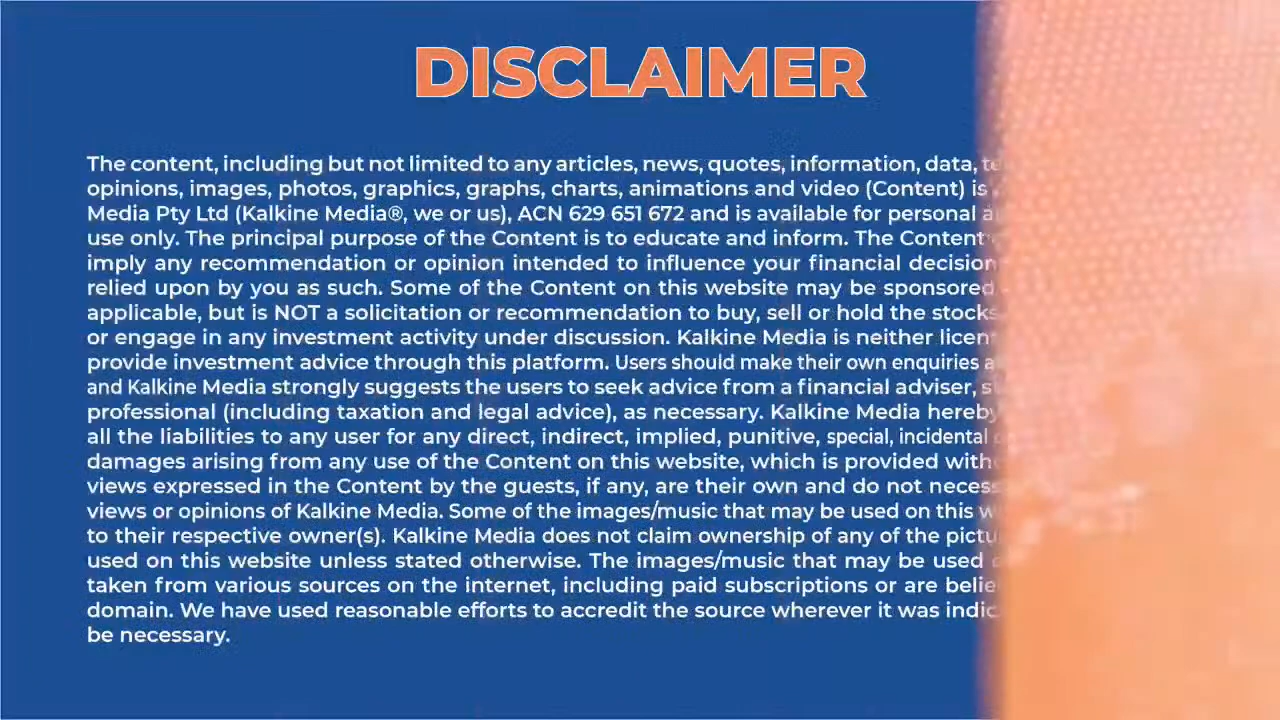 DISCLAIMER
The content, including but not limited to any articles, news, quotes, information, data,
opinions, images, photos, graphics, graphs, charts, animations and video (Content) is
Media Pty Ltd (Kalkine Media®, we or us), ACN 629 651 672 and is available for personal
use only. The principal purpose of the Content is to educate and inform. The Content
imply any recommendation or opinion intended to influence your financial
relied upon by you as such. Some of the Content on this website may be sponsored
applicable, but is NOT a solicitation or recommendation to buy, sell or hold the stocks
or engage in any investment activity under discussion. Kalkine Media is neither
provide investment advice through this platform. Users should make their own enquiries
and Kalkine Media strongly suggests the users to seek advice from a financial adviser,
professional (including taxation and legal advice), as necessary. Kalkine Media hereby
all the liabilities to any user for any direct, indirect, implied, punitive, special, incidental
damages arising from any use of the Content on this website, which is provided
views expressed in the Content by the guests, if any, are their own and do not
views or opinions of Kalkine Media. Some of the images/music that may be used on this
to their respective owner(s). Kalkine Media does not claim ownership of any of the
used on this website unless stated otherwise. The images/music that may be used
taken from various sources on the internet, including paid subscriptions or are
domain. We have used reasonable efforts to accredit the source wherever it was
be necessary.